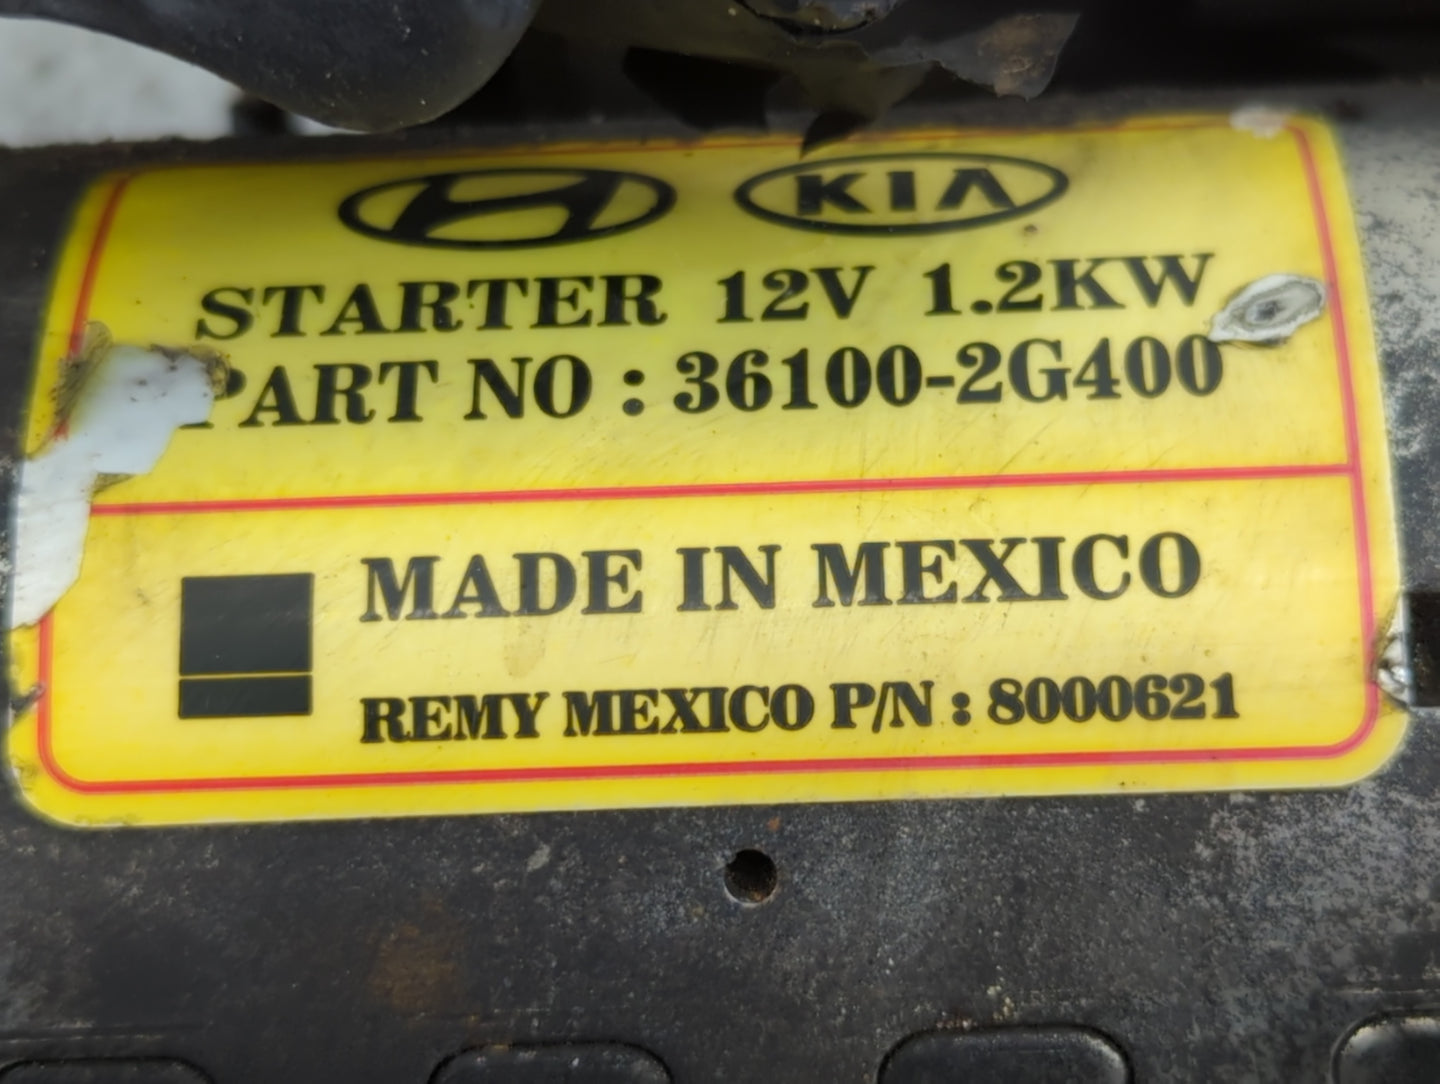 KIA
STARTER 12V 1.2KW
PART NO : 36100-2G400
MADE IN MEXICO
REMY MEXICO P/N : 8000621